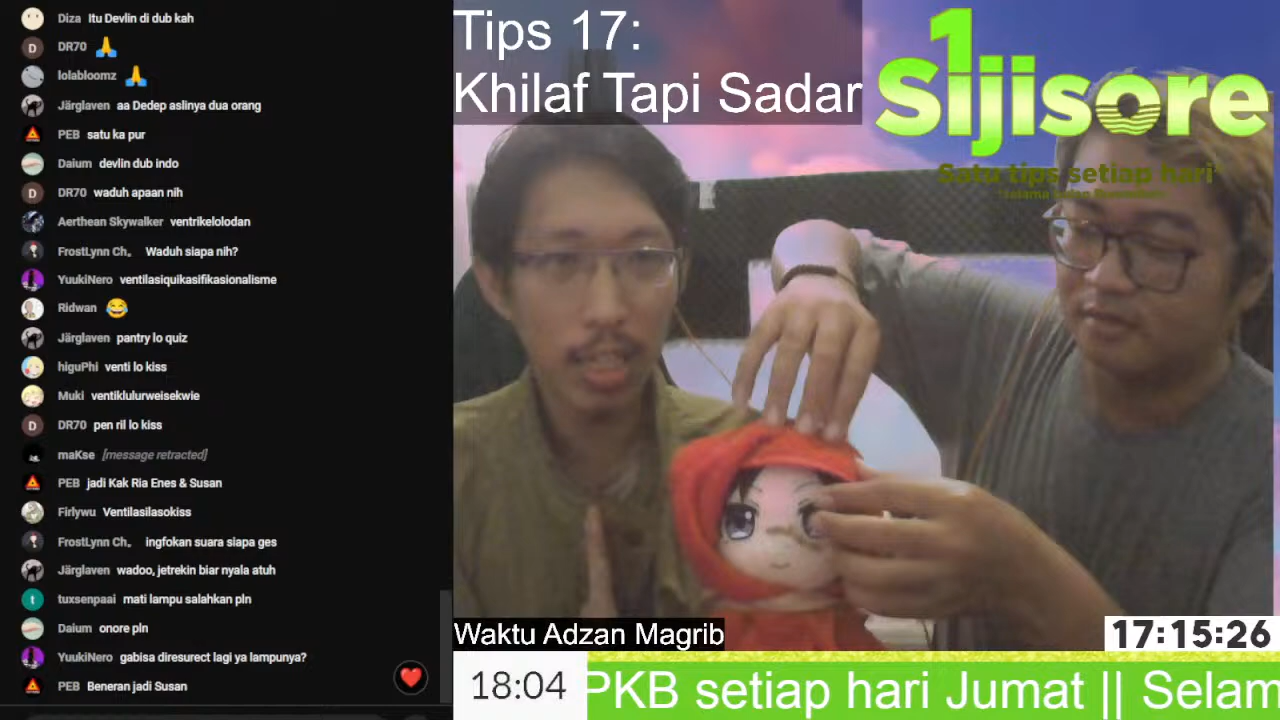 Diza Itu Devlin di dub kah
DR70 🙏
lolabloomz 🙏
Järglaven aa Dedep aslinya dua orang
PEB satu ka pur
Daium devlin dub indo
DR70 waduh apaan nih
Aerthean Skywalker ventrikelolodan
FrostLynn Ch。 Waduh siapa nih?
YuukiNero ventilasiquikasifikasionalisme
Ridwan 😂
Järglaven pantry lo quiz
higuPhi venti lo kiss
Muki ventiklulurweisekwie
DR70 pen ril lo kiss
maKse [message retracted]
PEB jadi Kak Ria Enes & Susan
Firlywu Ventilasilasokiss
FrostLynn Ch。 ingfokan suara siapa ges
Järglaven wadoo, jetrekin biar nyala atuh
tuxsenpaai mati lampu salahkan pln
Daium onore pln
YuukiNero gabisa diresurect lagi ya lampunya?
PEB Beneran jadi Susan
Tips 17:
Khilaf Tapi Sadar
1
Sijisore
Satu tips setiap hari*
*Selama bulan Ramadan
Waktu Adzan Magrib
17:15:26
18:04
PKB setiap hari Jumat || Selam